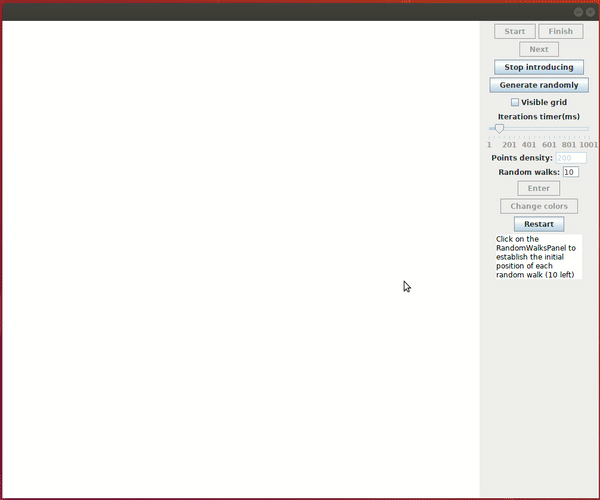 Start Finish
Next
Stop introducing
Generate randomly
Visible grid
Iterations timer(ms)
1 201 401 601 801 1001
Points density: 200
Random walks: 10
Enter
Change colors
Restart
Click on the
RandomWalksPanel to
establish the initial
position of each
random walk (10 left)